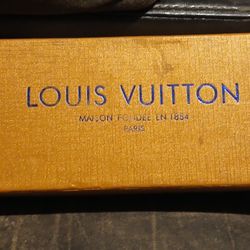 LOUIS VUITTON
MAISON FONDÉE EN 1854
PARIS